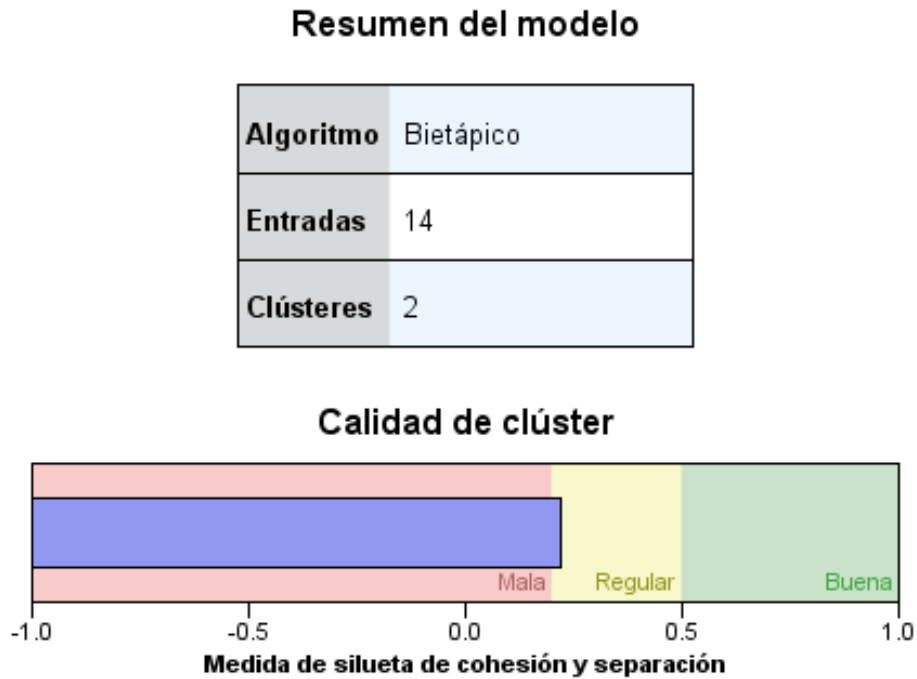 Resumen del modelo
Algoritmo Bietápico
Entradas 14
Clústeres 2
Calidad de clúster
Mala Regular Buena
-1.0 -0.5 0.0 0.5 1.0
Medida de silueta de cohesión y separación